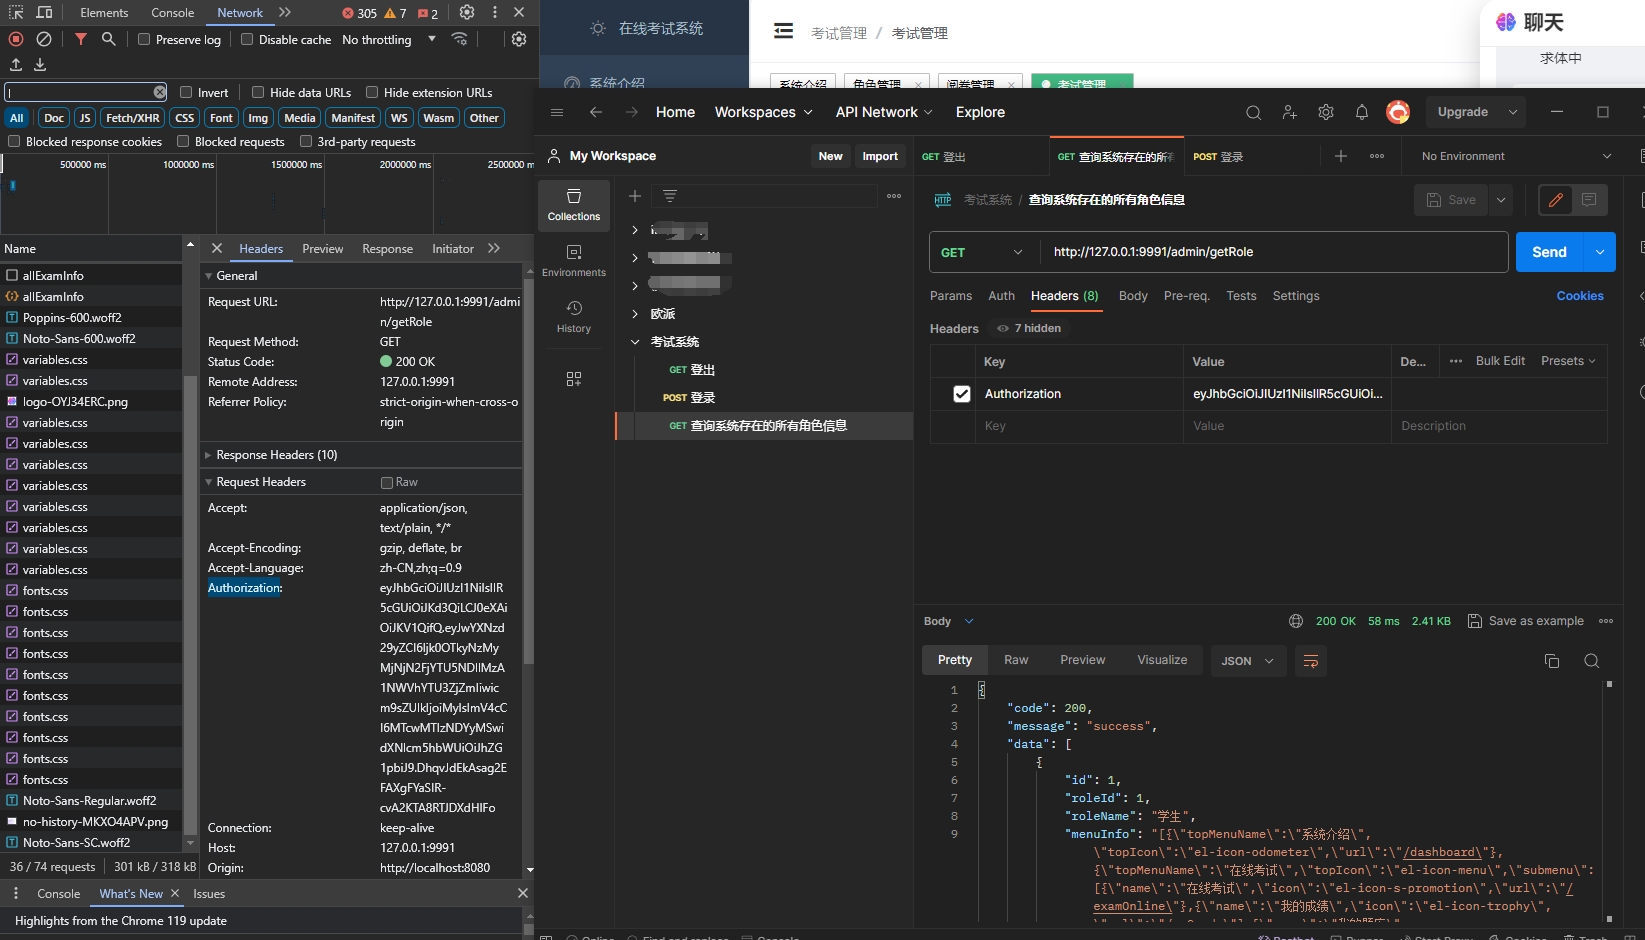 Elements Console Network 305 7 2
Preserve log Disable cache No throttling
Invert Hide data URLs Hide extension URLs
All Doc JS Fetch/XHR CSS Font Img Media Manifest WS Wasm Other
Blocked response cookies Blocked requests 3rd-party requests
500000 ms 1000000 ms 1500000 ms 2000000 ms 2500000 m
Name
allExamInfo
allExamInfo
Poppins-600.woff2
Noto-Sans-600.woff2
variables.css
variables.css
logo-OYJ34ERC.png
variables.css
variables.css
variables.css
variables.css
variables.css
variables.css
variables.css
variables.css
fonts.css
fonts.css
fonts.css
fonts.css
fonts.css
fonts.css
fonts.css
fonts.css
fonts.css
fonts.css
Noto-Sans-Regular.woff2
no-history-MKXO4APV.png
Noto-Sans-SC.woff2
36 / 74 requests 301 kB / 318 kB
Headers Preview Response Initiator
General
Request URL: http://127.0.0.1:9991/admi
n/getRole
Request Method: GET
Status Code: 200 OK
Remote Address: 127.0.0.1:9991
Referrer Policy: strict-origin-when-cross-o
rigin
Response Headers (10)
Request Headers Raw
Accept: application/json,
text/plain, */*
Accept-Encoding: gzip, deflate, br
Accept-Language: zh-CN,zh;q=0.9
Authorization:
Connection: keep-alive
Host: 127.0.0.1:9991
Origin: http://localhost:8080
Console What's New Issues
Highlights from the Chrome 119 update
在线考试系统
系统介绍
考试管理 / 考试管理
系统介绍 角色管理 阅卷管理 考试管理
聊天
求体中
Home Workspaces API Network Explore Upgrade
My Workspace New Import
Collections
Environments
History
欧派
考试系统
GET 登出
POST 登录
GET 查询系统存在的所有角色信息
GET 登出 GET 查询系统存在的所有 POST 登录 No Environment
HTTP 考试系统 / 查询系统存在的所有角色信息 Save
GET http://127.0.0.1:9991/admin/getRole Send
Params Auth Headers (8) Body Pre-req. Tests Settings Cookies
Headers 7 hidden
Key Value De... Bulk Edit Presets
Authorization eyJhbGciOiJIUzI1NiIsIlR5cGUiOi...
Key Value Description
Body 200 OK 58 ms 2.41 KB Save as example
Pretty Raw Preview Visualize JSON
1 {
2 "code": 200,
3 "message": "success",
4 "data": [
5 {
6 "id": 1,
7 "roleId": 1,
8 "roleName": "学生",
9 "menuInfo": "[{\"topMenuName\":\"系统介绍\",
\"topIcon\":\"el-icon-odometer\",\"url\":\"/dashboard\"},
{\"topMenuName\":\"在线考试\",\"topIcon\":\"el-icon-menu\",\"submenu\":
[{\"name\":\"在线考试\",\"icon\":\"el-icon-s-promotion\",\"url\":\"/
examOnline\"},{\"name\":\"我的成绩\",\"icon\":\"el-icon-trophy\",